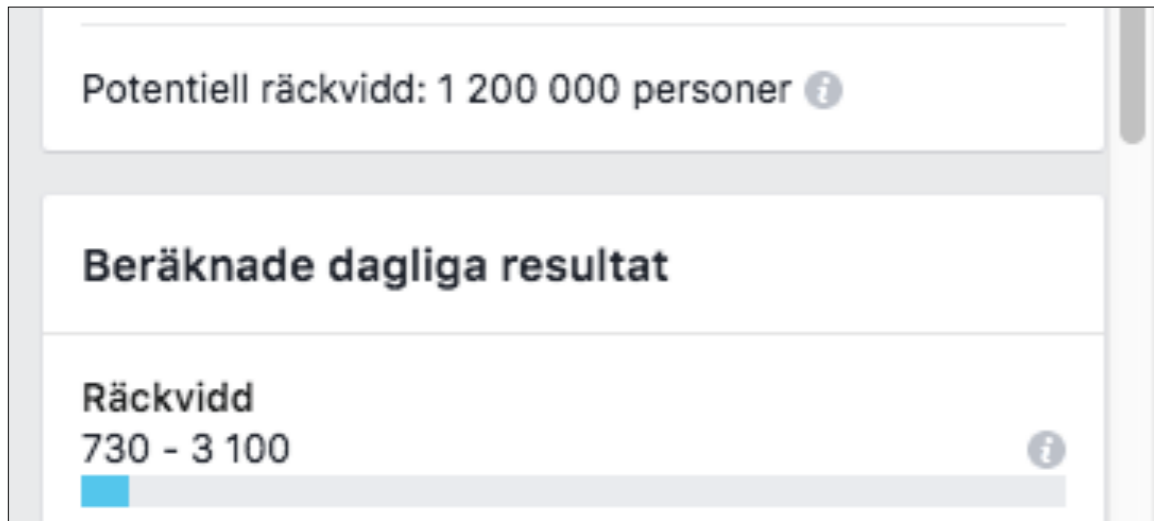 Potentiell räckvidd: 1 200 000 personer
Beräknade dagliga resultat
Räckvidd
730 - 3 100